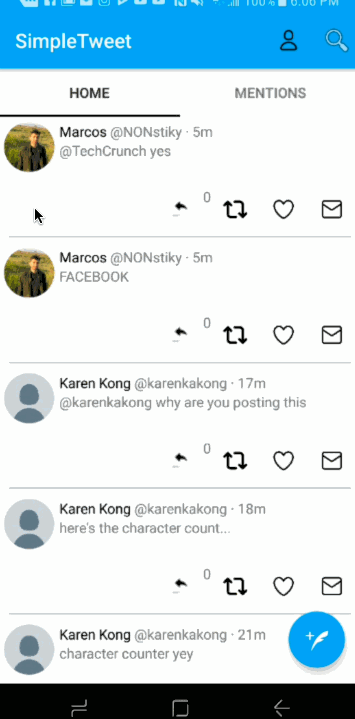 100% 6:06 PM
SimpleTweet
HOME
MENTIONS
Marcos @NONstiky · 5m
@TechCrunch yes
0
Marcos @NONstiky · 5m
FACEBOOK
0
Karen Kong @karenkakong · 17m
@karenkakong why are you posting this
0
Karen Kong @karenkakong · 18m
here's the character count...
0
Karen Kong @karenkakong · 21m
character counter yey